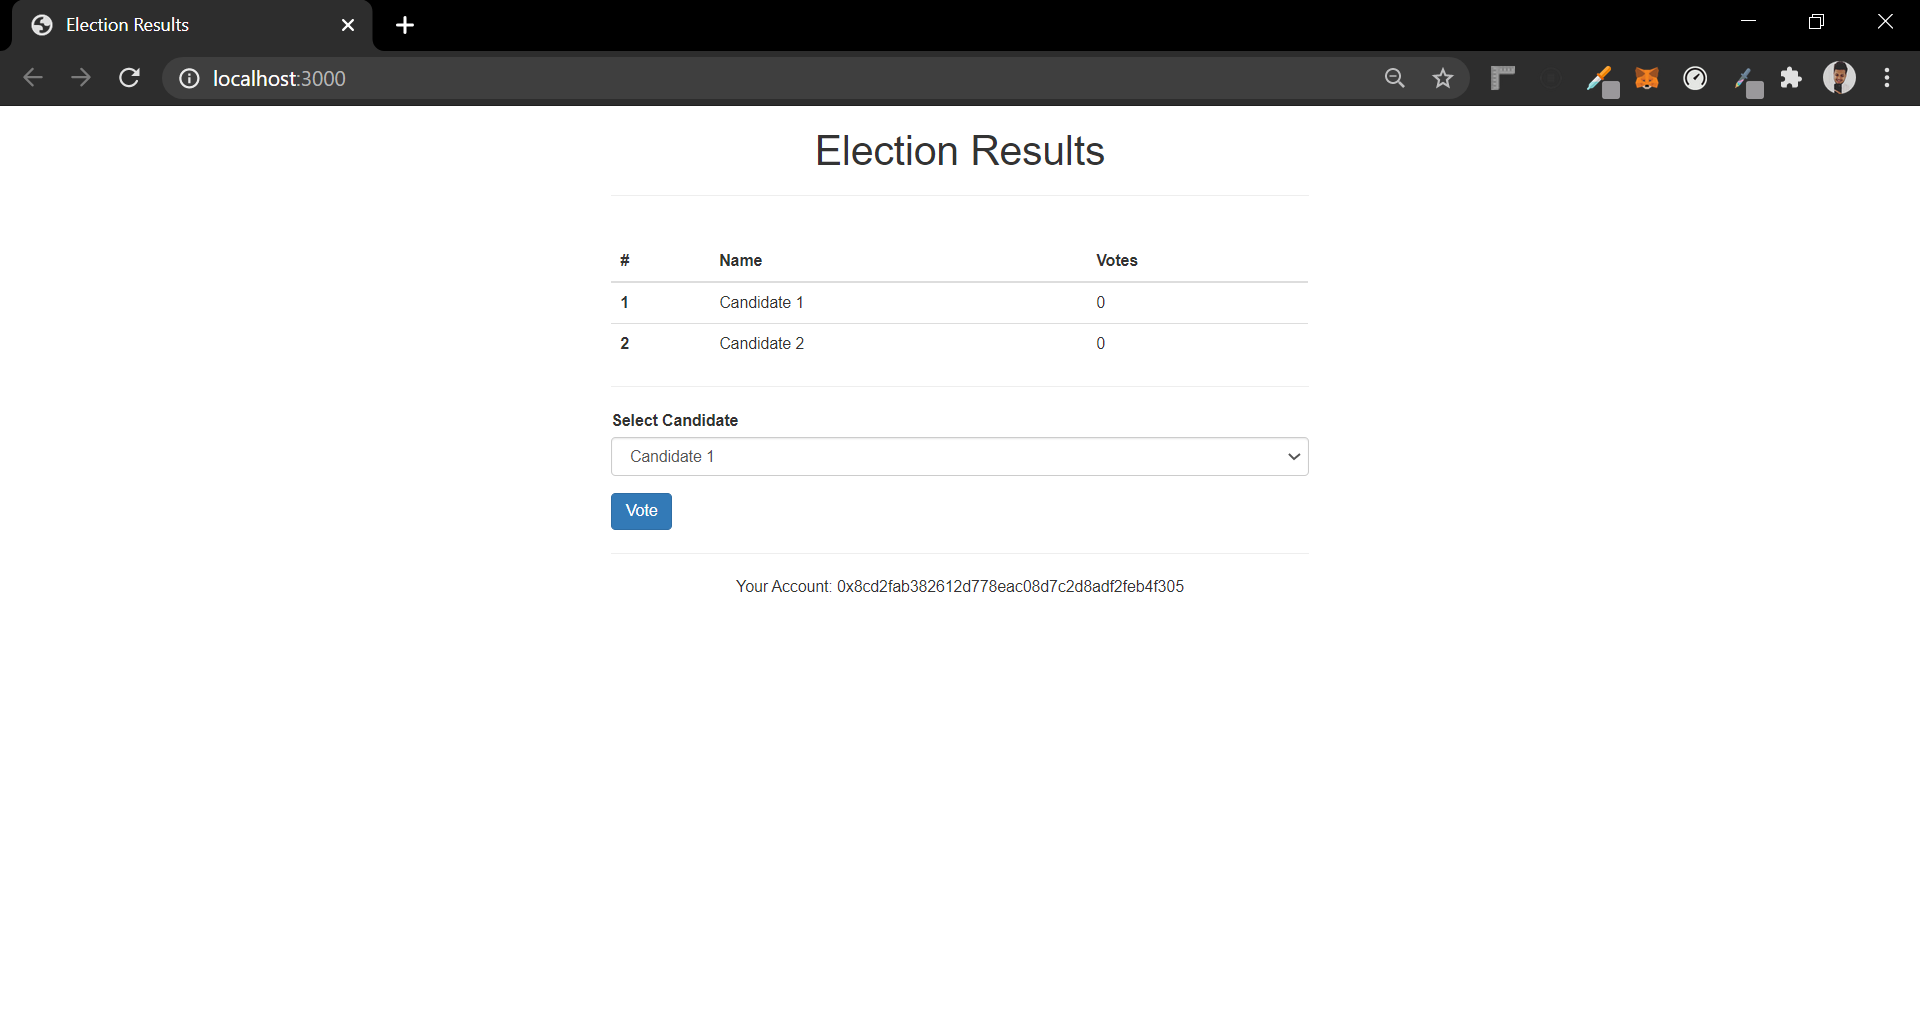 Election Results
localhost:3000
Election Results
# Name Votes
1 Candidate 1 0
2 Candidate 2 0
Select Candidate
Candidate 1
Vote
Your Account: 0x8cd2fab382612d778eac08d7c2d8adf2feb4f305